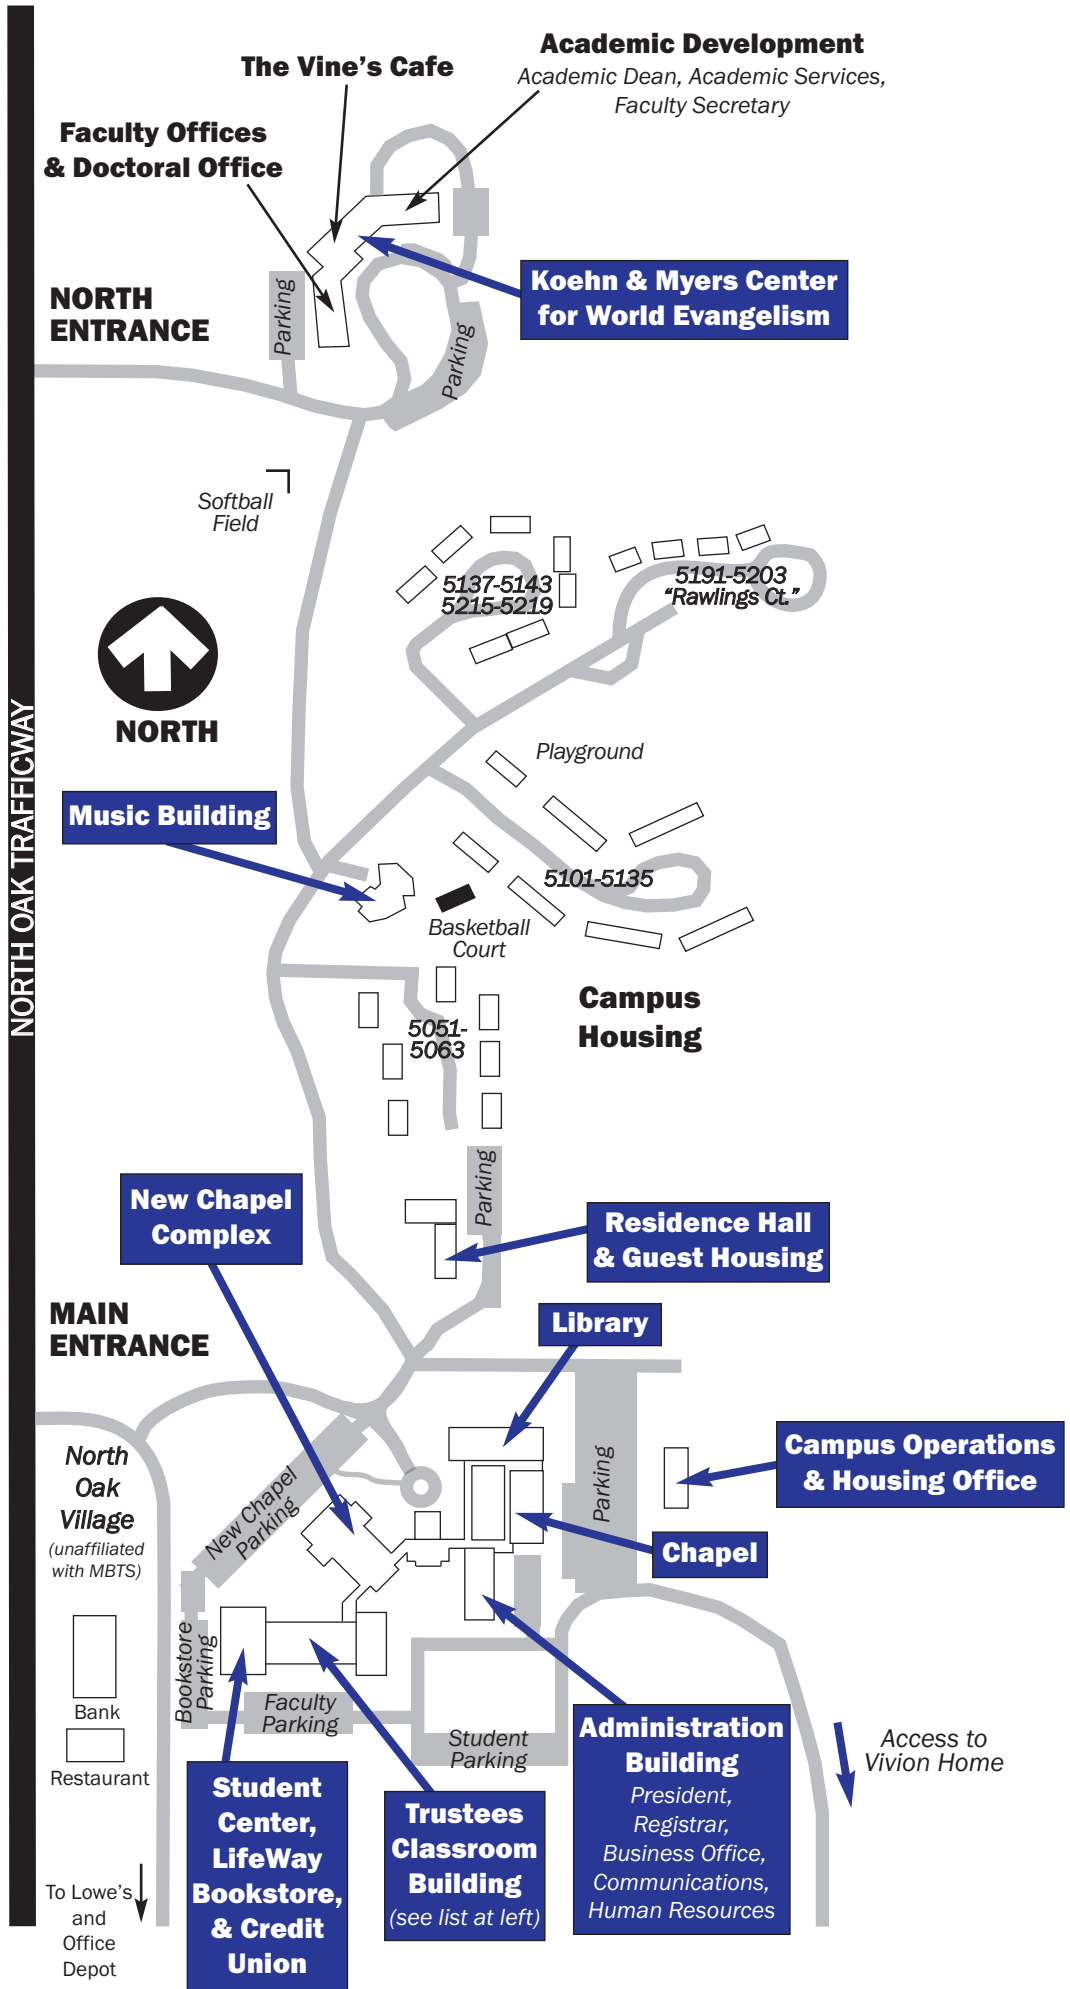 Academic Development
Academic Dean, Academic Services,
Faculty Secretary
The Vine's Cafe
Faculty Offices
& Doctoral Office
Koehn & Myers Center
for World Evangelism
NORTH
ENTRANCE
Parking
Parking
Softball
Field
5137-5143
5215-5219
5191-5203
“Rawlings Ct.”
NORTH
NORTH OAK TRAFFICWAY
Playground
Music Building
5101-5135
Basketball
Court
Campus
Housing
5051-
5063
Parking
New Chapel
Complex
Residence Hall
& Guest Housing
MAIN
ENTRANCE
Library
North
Oak
Village
(unaffiliated
with MBTS)
New Chapel
Parking
Parking
Campus Operations
& Housing Office
Chapel
Bookstore
Parking
Bank
Restaurant
Faculty
Parking
Student
Parking
Administration
Building
President,
Registrar,
Business Office,
Communications,
Human Resources
Access to
Vivion Home
Student
Center,
LifeWay
Bookstore,
& Credit
Union
Trustees
Classroom
Building
(see list at left)
To Lowe's
and
Office
Depot